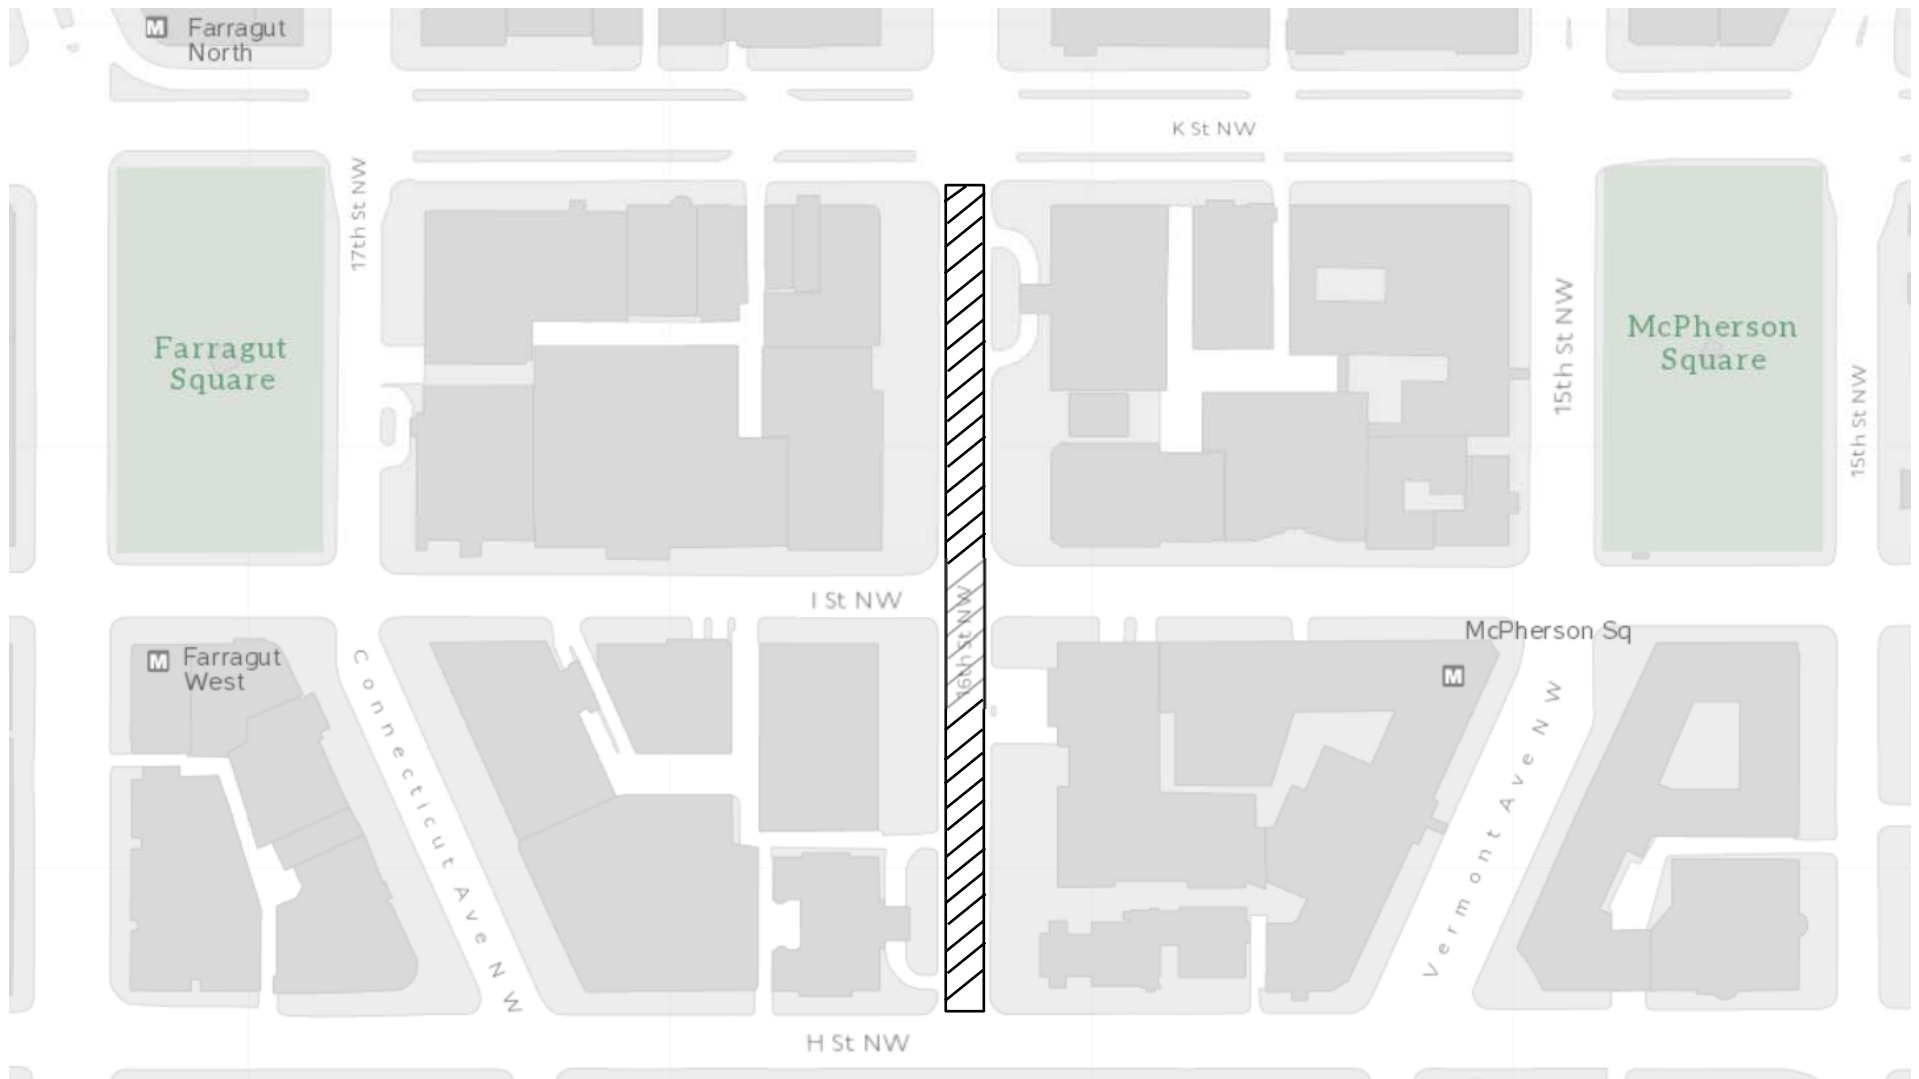 M Farragut
North
K St NW
17th St NW
Farragut
Square
15th St NW
McPherson
Square
15th St NW
I St NW
16th St NW
McPherson Sq
M
M Farragut
West
Connecticut Ave NW
Vermont Ave NW
H St NW